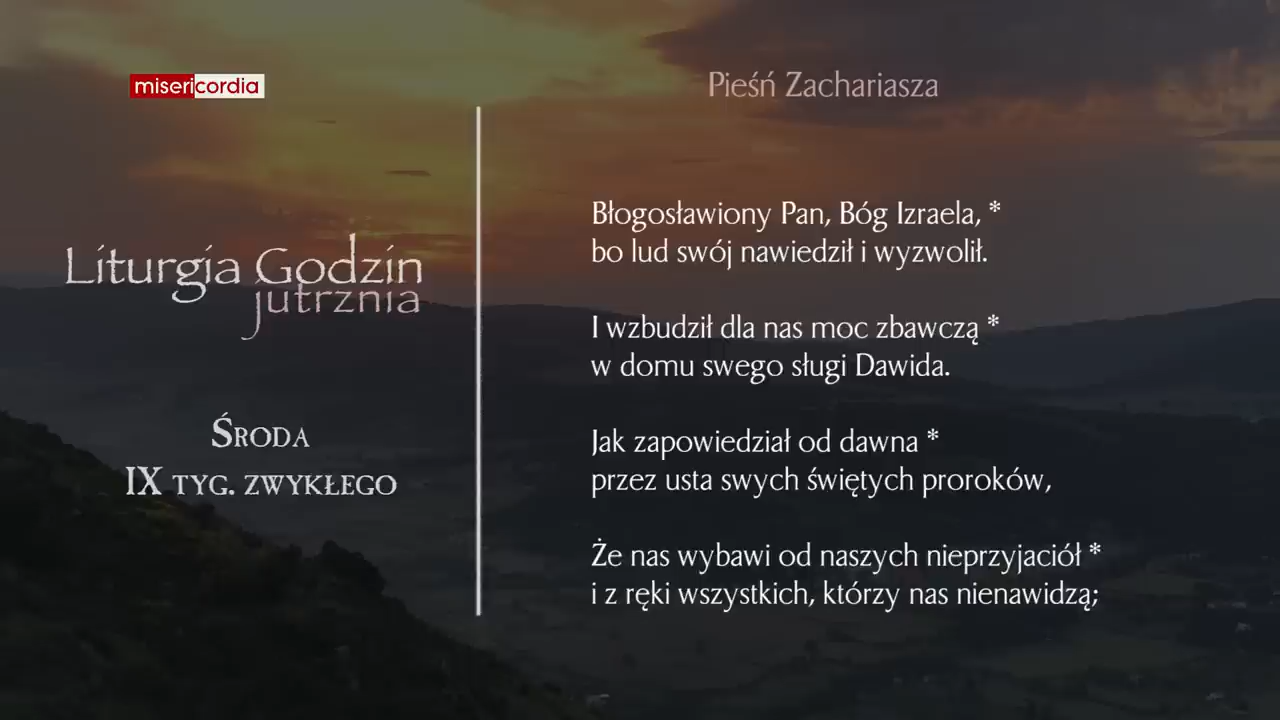 misericordia
Liturgia Godzin
jutrznia
Środa
IX tyg. zwykłego
Pieśń Zachariasza
Błogosławiony Pan, Bóg Izraela, *
bo lud swój nawiedził i wyzwolił.
I wzbudził dla nas moc zbawczą *
w domu swego sługi Dawida.
Jak zapowiedział od dawna *
przez usta swych świętych proroków,
Że nas wybawi od naszych nieprzyjaciół *
i z ręki wszystkich, którzy nas nienawidzą;